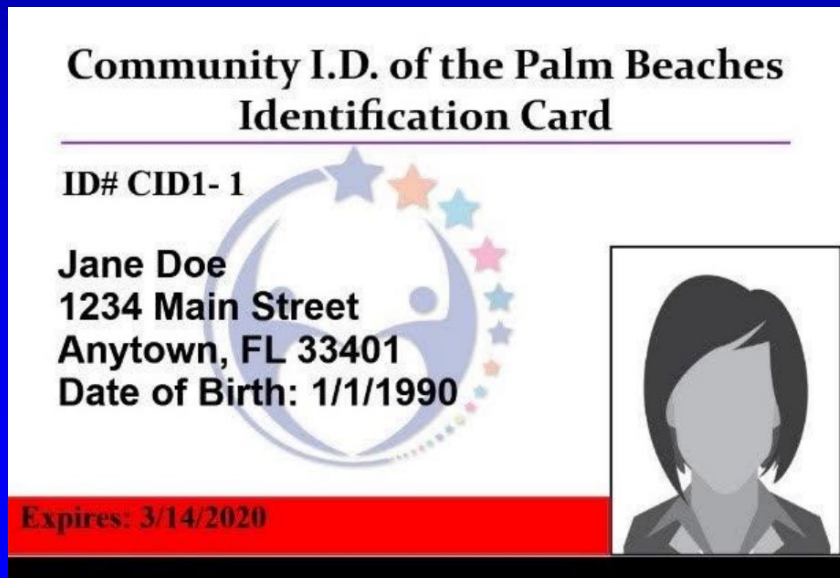 Community I.D. of the Palm Beaches
Identification Card
ID# CID1- 1
Jane Doe
1234 Main Street
Anytown, FL 33401
Date of Birth: 1/1/1990
Expires: 3/14/2020